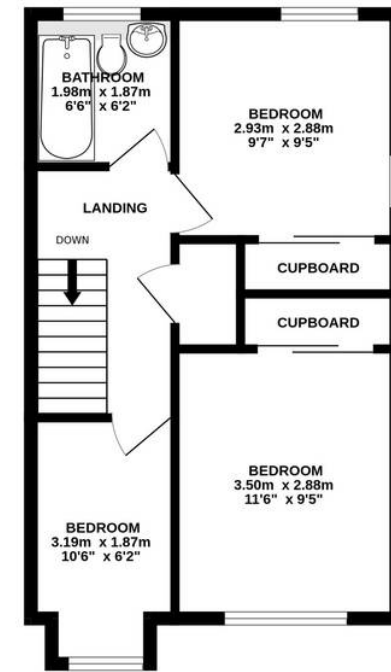 BATHROOM
1.98m x 1.87m
6'6" x 6'2"
BEDROOM
2.93m x 2.88m
9'7" x 9'5"
LANDING
DOWN
CUPBOARD
CUPBOARD
BEDROOM
3.50m x 2.88m
11'6" x 9'5"
BEDROOM
3.19m x 1.87m
10'6" x 6'2"